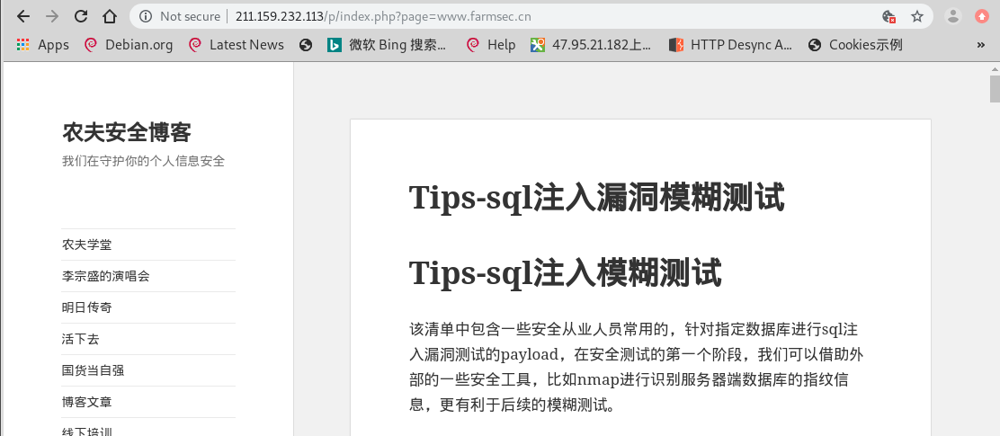 Not secure | 211.159.232.113/p/index.php?page=www.farmsec.cn
Apps Debian.org Latest News 微软 Bing 搜索... Help 47.95.21.182上... HTTP Desync A... Cookies示例 »
农夫安全博客
我们在守护你的个人信息安全
农夫学堂
李宗盛的演唱会
明日传奇
活下去
国货当自强
博客文章
线下培训
Tips-sql注入漏洞模糊测试
Tips-sql注入模糊测试
该清单中包含一些安全从业人员常用的，针对指定数据库进行sql注
入漏洞测试的payload，在安全测试的第一个阶段，我们可以借助外
部的一些安全工具，比如nmap进行识别服务器端数据库的指纹信
息，更有利于后续的模糊测试。